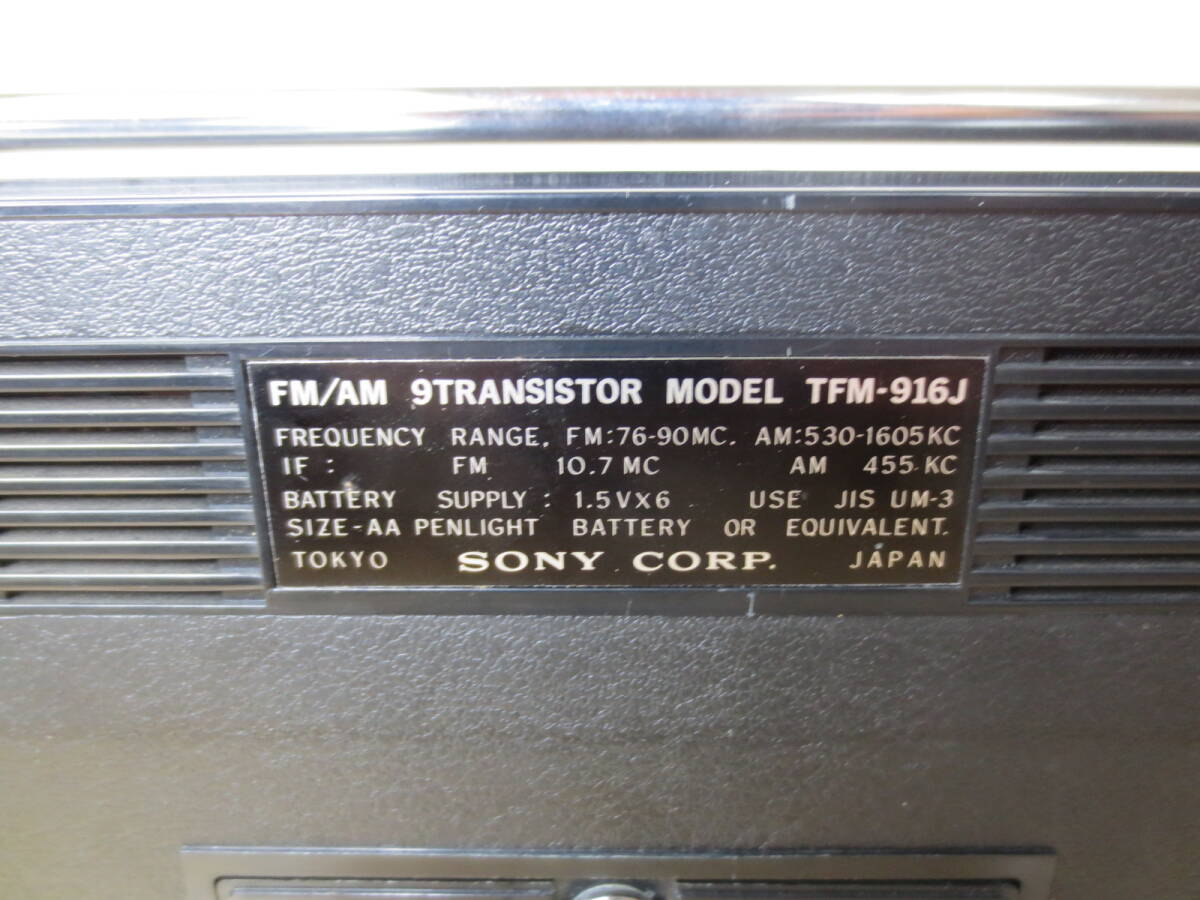 FM/AM 9TRANSISTOR MODEL TFM-916J
FREQUENCY RANGE, FM:76-90MC. AM:530-1605KC
IF : FM 10.7 MC AM 455 KC
BATTERY SUPPLY : 1.5V×6 USE JIS UM-3
SIZE-AA PENLIGHT BATTERY OR EQUIVALENT.
TOKYO SONY CORP. JAPAN